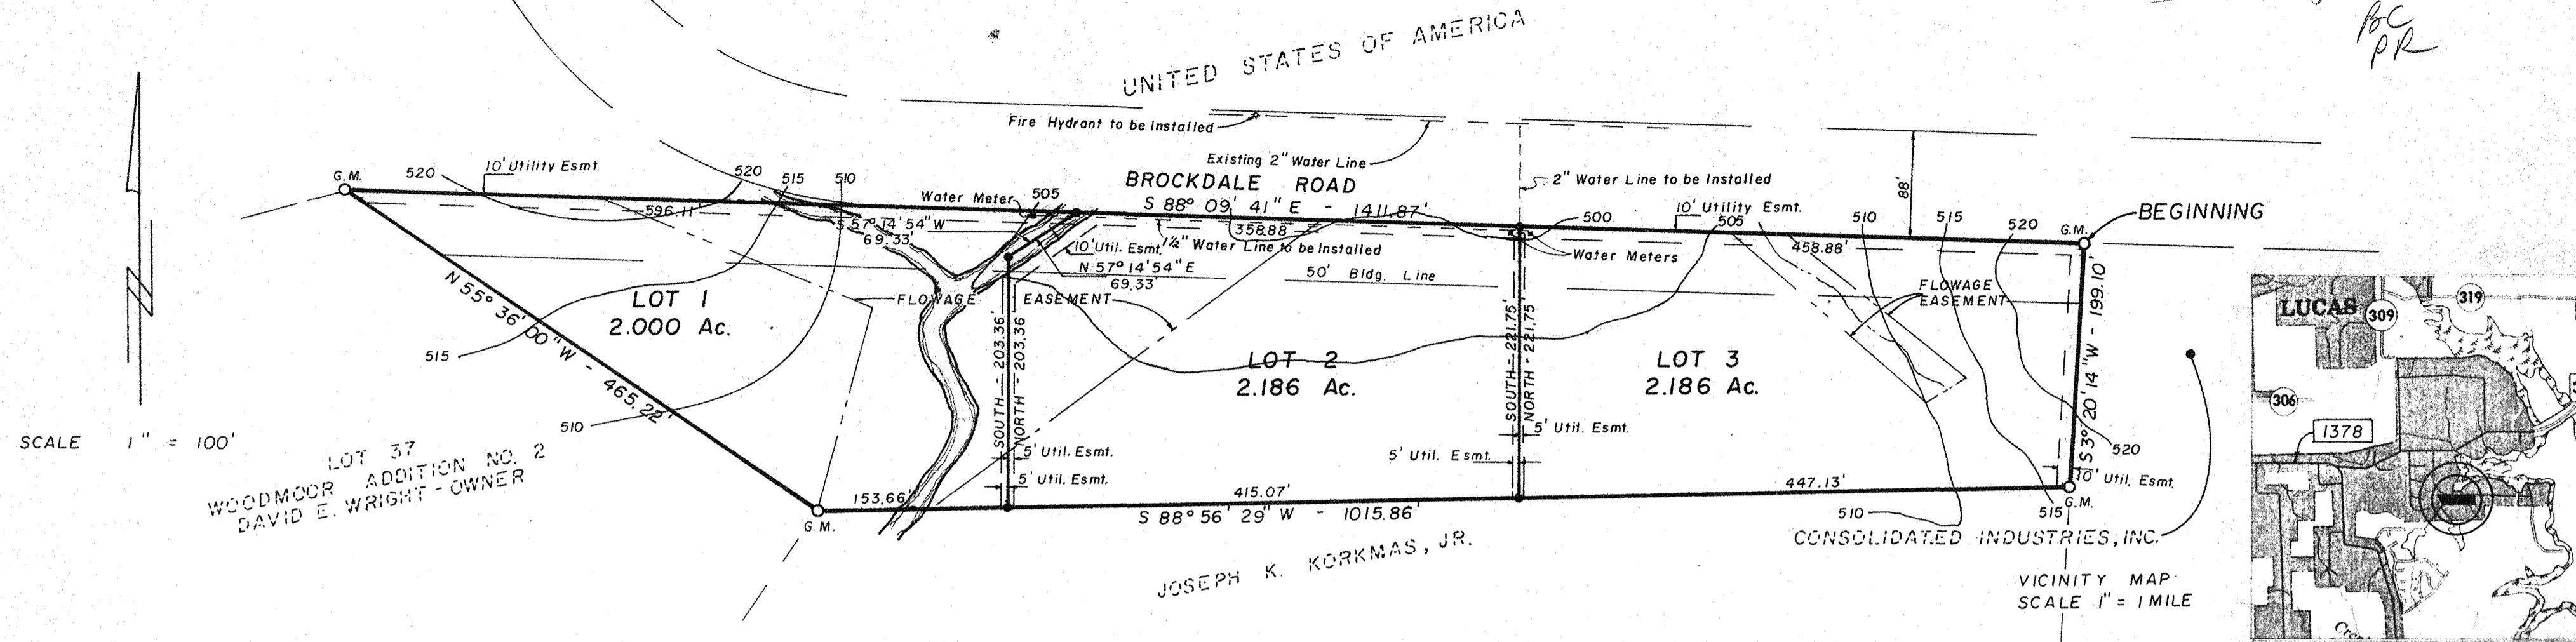 BC
PR
UNITED STATES OF AMERICA
Fire Hydrant to be Installed
Existing 2" Water Line
88'
G.M.
520
10' Utility Esmt.
520
515
510
Water Meter
505
BROCKDALE ROAD
S 88° 09' 41" E - 1411.87'
2" Water Line to be Installed
500
10' Utility Esmt.
505
510
515
520
G.M.
BEGINNING
596.11'
S 57° 14' 54" W
69.33'
10' Util. Esmt.
1½" Water Line to be Installed
358.88
N 57° 14' 54" E
69.33'
50' Bldg. Line
Water Meters
458.88'
FLOWAGE EASEMENT
FLOWAGE
EASEMENT
N 55° 36' 00" W - 465.22'
LOT 1
2.000 Ac.
515
510
SOUTH - 203.36'
NORTH - 203.36
LOT 2
2.186 Ac.
SOUTH - 221.75'
NORTH - 221.75
LOT 3
2.186 Ac.
S 3° 20' 14" W - 199.10'
5' Util. Esmt.
5' Util. Esmt.
5' Util. Esmt.
5' Util. Esmt.
520
10' Util. Esmt.
G.M.
515
510
153.66'
415.07'
447.13'
G.M.
S 88° 56' 29" W - 1015.86'
JOSEPH K. KORKMAS, JR.
CONSOLIDATED INDUSTRIES, INC.
SCALE 1" = 100'
LOT 37
WOODMOOR ADDITION NO. 2
DAVID E. WRIGHT - OWNER
VICINITY MAP
SCALE 1" = 1 MILE
LUCAS
309
319
306
1378